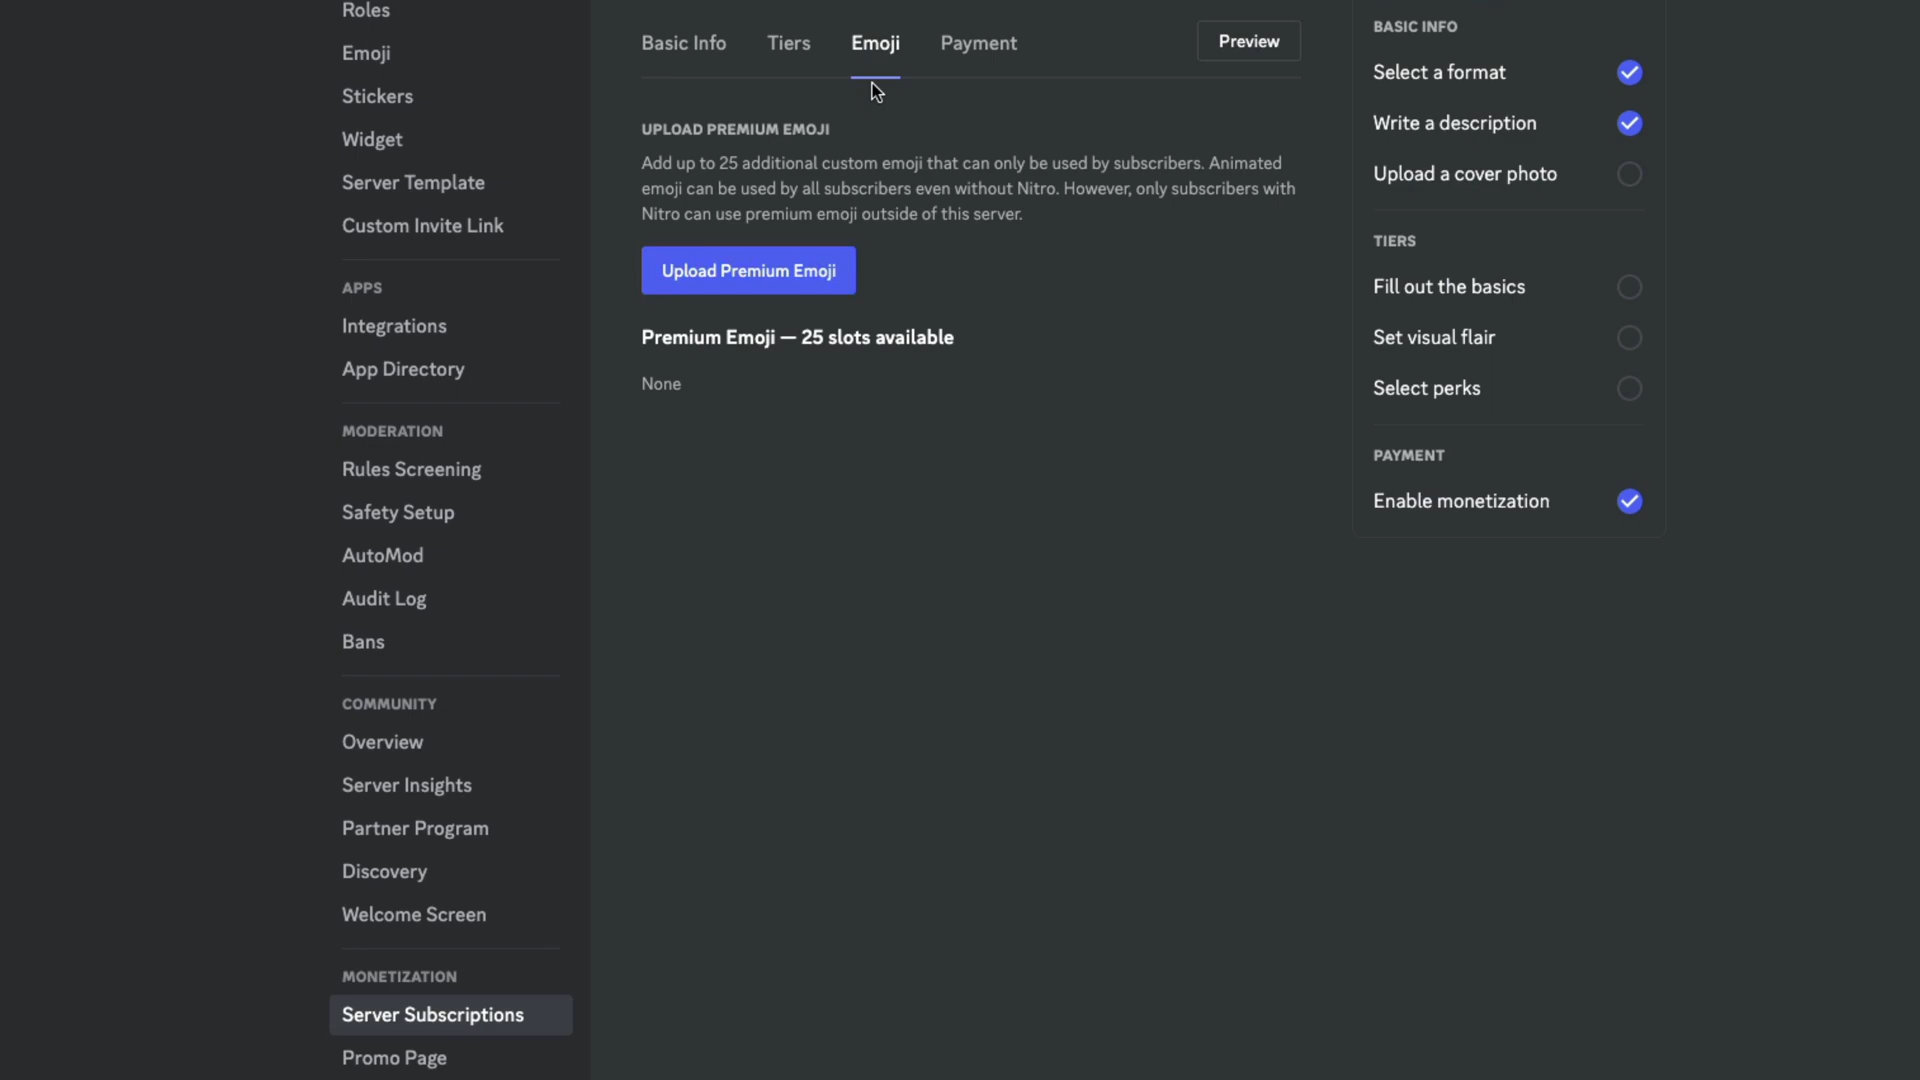 Roles
Emoji
Stickers
Widget
Server Template
Custom Invite Link
APPS
Integrations
App Directory
MODERATION
Rules Screening
Safety Setup
AutoMod
Audit Log
Bans
COMMUNITY
Overview
Server Insights
Partner Program
Discovery
Welcome Screen
MONETIZATION
Server Subscriptions
Promo Page
Basic Info
Tiers
Emoji
Payment
Preview
UPLOAD PREMIUM EMOJI
Add up to 25 additional custom emoji that can only be used by subscribers. Animated
emoji can be used by all subscribers even without Nitro. However, only subscribers with
Nitro can use premium emoji outside of this server.
Upload Premium Emoji
Premium Emoji — 25 slots available
None
BASIC INFO
Select a format
Write a description
Upload a cover photo
TIERS
Fill out the basics
Set visual flair
Select perks
PAYMENT
Enable monetization